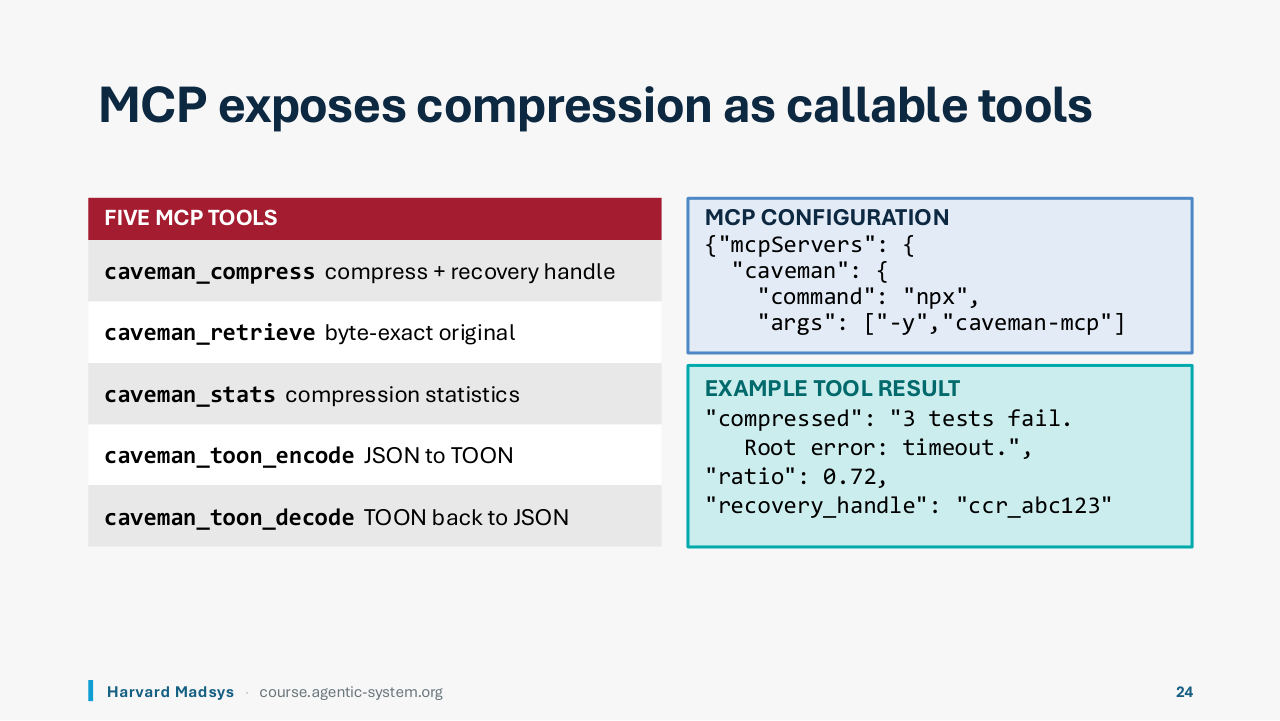 MCP exposes compression as callable tools
FIVE MCP TOOLS
caveman_compress compress + recovery handle
caveman_retrieve byte-exact original
caveman_stats compression statistics
caveman_toon_encode JSON to TOON
caveman_toon_decode TOON back to JSON
MCP CONFIGURATION
{"mcpServers": {
  "caveman": {
    "command": "npx",
    "args": ["-y","caveman-mcp"]
EXAMPLE TOOL RESULT
"compressed": "3 tests fail.
   Root error: timeout.",
"ratio": 0.72,
"recovery_handle": "ccr_abc123"
Harvard Madsys · course.agentic-system.org
24